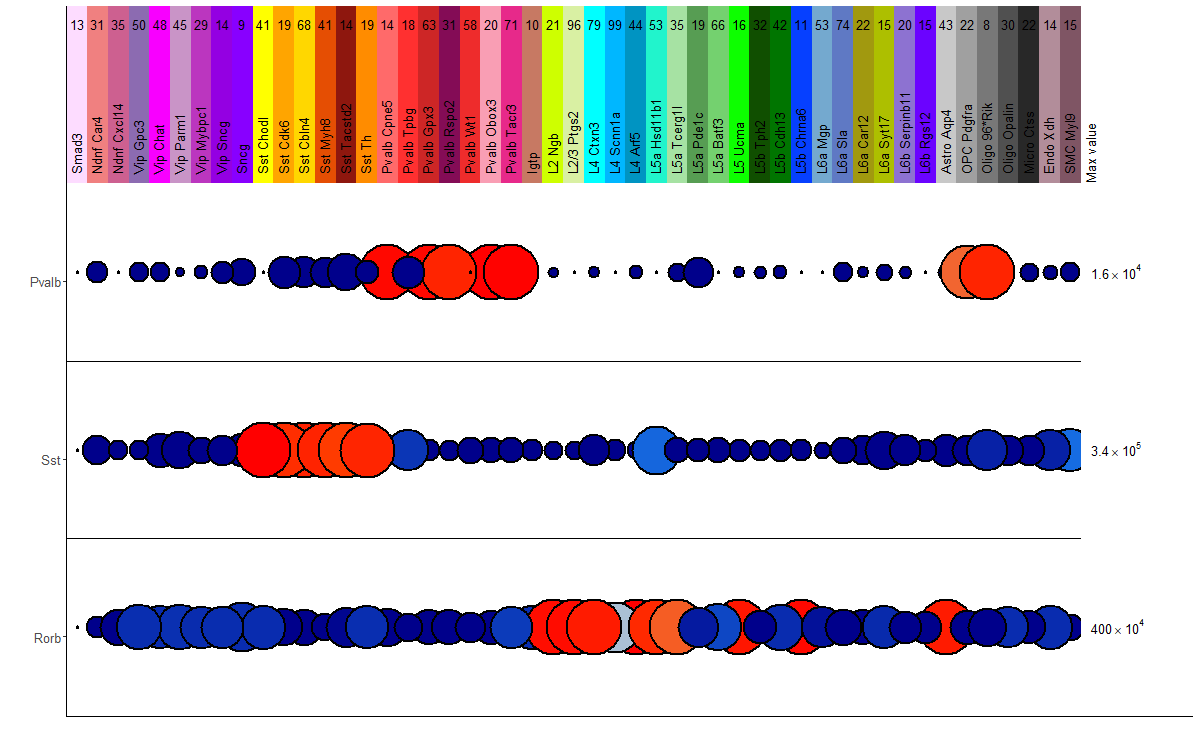 13 31 35 50 48 45 29 14 9 41 19 68 41 14 19 14 18 63 31 58 20 71 10 21 96 79 99 44 53 35 19 66 16 32 42 11 53 74 22 15 20 15 43 22 8 30 22 14 15
Smad3
Ndnf Car4
Ndnf Cxcl14
Vip Gpc3
Vip Chat
Vip Parm1
Vip Mybpc1
Vip Sncg
Sncg
Sst Chodl
Sst Cdk6
Sst Cbln4
Sst Myh8
Sst Tacstd2
Sst Th
Pvalb Cpne5
Pvalb Tpbg
Pvalb Gpx3
Pvalb Rspo2
Pvalb Wt1
Pvalb Obox3
Pvalb Tacr3
Igtp
L2 Ngb
L2/3 Ptgs2
L4 Ctxn3
L4 Scnn1a
L4 Arf5
L5a Hsd11b1
L5a Tcerg1l
L5a Pde1c
L5a Batf3
L5 Ucma
L5b Tph2
L5b Cdh13
L5b Chrna6
L6a Mgp
L6a Sla
L6a Car12
L6a Syt17
L6b Serpinb11
L6b Rgs12
Astro Aqp4
OPC Pdgfra
Oligo 96*Rik
Oligo Opalin
Micro Ctss
Endo Xdh
SMC Myl9
Max value
Pvalb
1.6 × 10⁴
Sst
3.4 × 10⁵
Rorb
400 × 10⁴